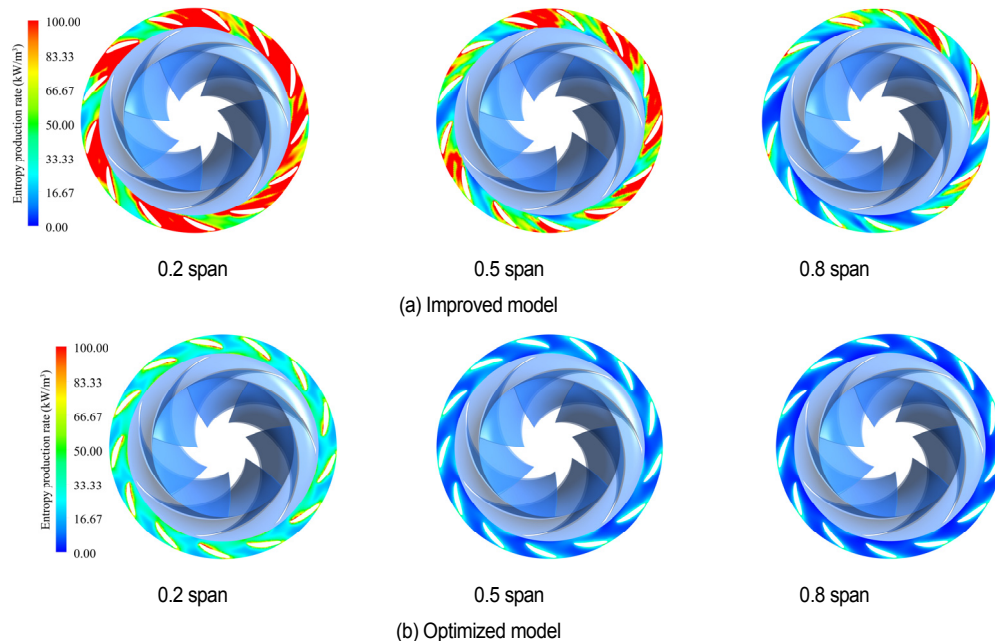 Entropy production rate (kW/m³)
100.00
83.33
66.67
50.00
33.33
16.67
0.00
0.2 span
0.5 span
0.8 span
(a) Improved model
Entropy production rate (kW/m³)
100.00
83.33
66.67
50.00
33.33
16.67
0.00
0.2 span
0.5 span
0.8 span
(b) Optimized model